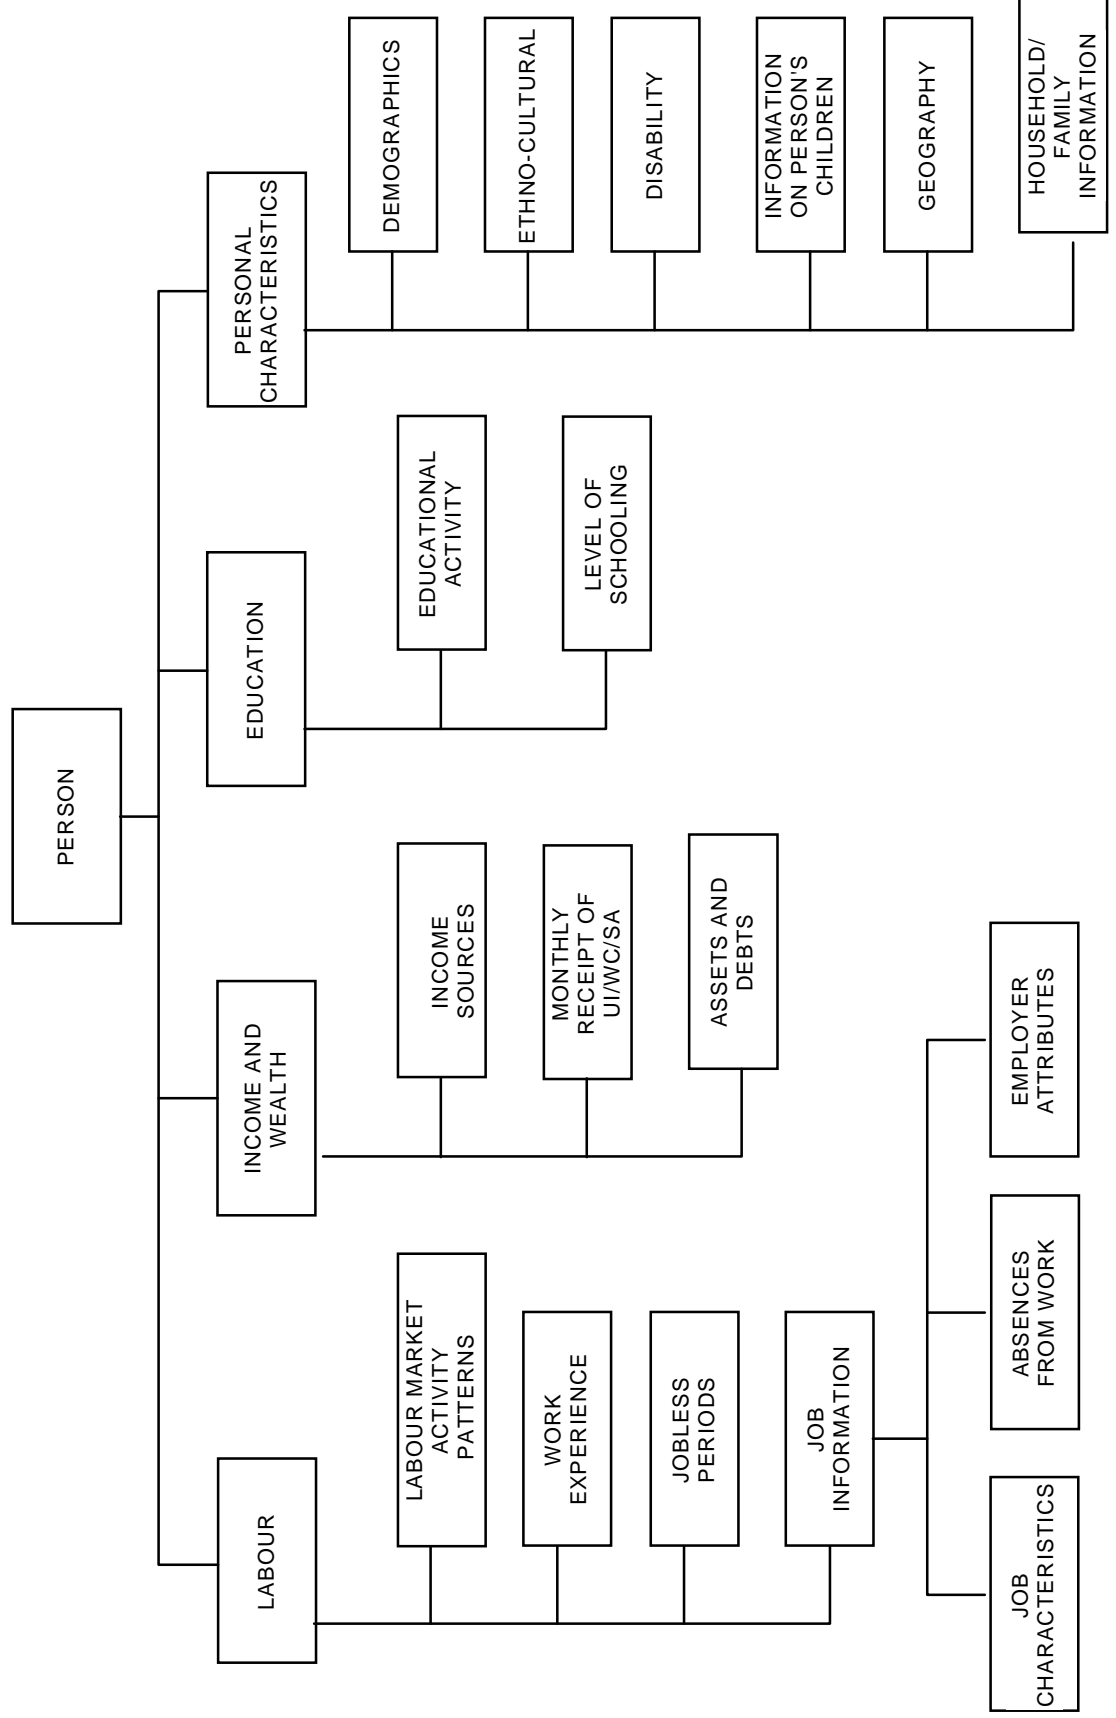 PERSON
LABOUR
INCOME AND
WEALTH
EDUCATION
PERSONAL
CHARACTERISTICS
LABOUR MARKET
ACTIVITY
PATTERNS
WORK
EXPERIENCE
JOBLESS
PERIODS
JOB
INFORMATION
JOB
CHARACTERISTICS
ABSENCES
FROM WORK
EMPLOYER
ATTRIBUTES
INCOME
SOURCES
MONTHLY
RECEIPT OF
UI/WC/SA
ASSETS AND
DEBTS
EDUCATIONAL
ACTIVITY
LEVEL OF
SCHOOLING
DEMOGRAPHICS
ETHNO-CULTURAL
DISABILITY
INFORMATION
ON PERSON'S
CHILDREN
GEOGRAPHY
HOUSEHOLD/
FAMILY
INFORMATION